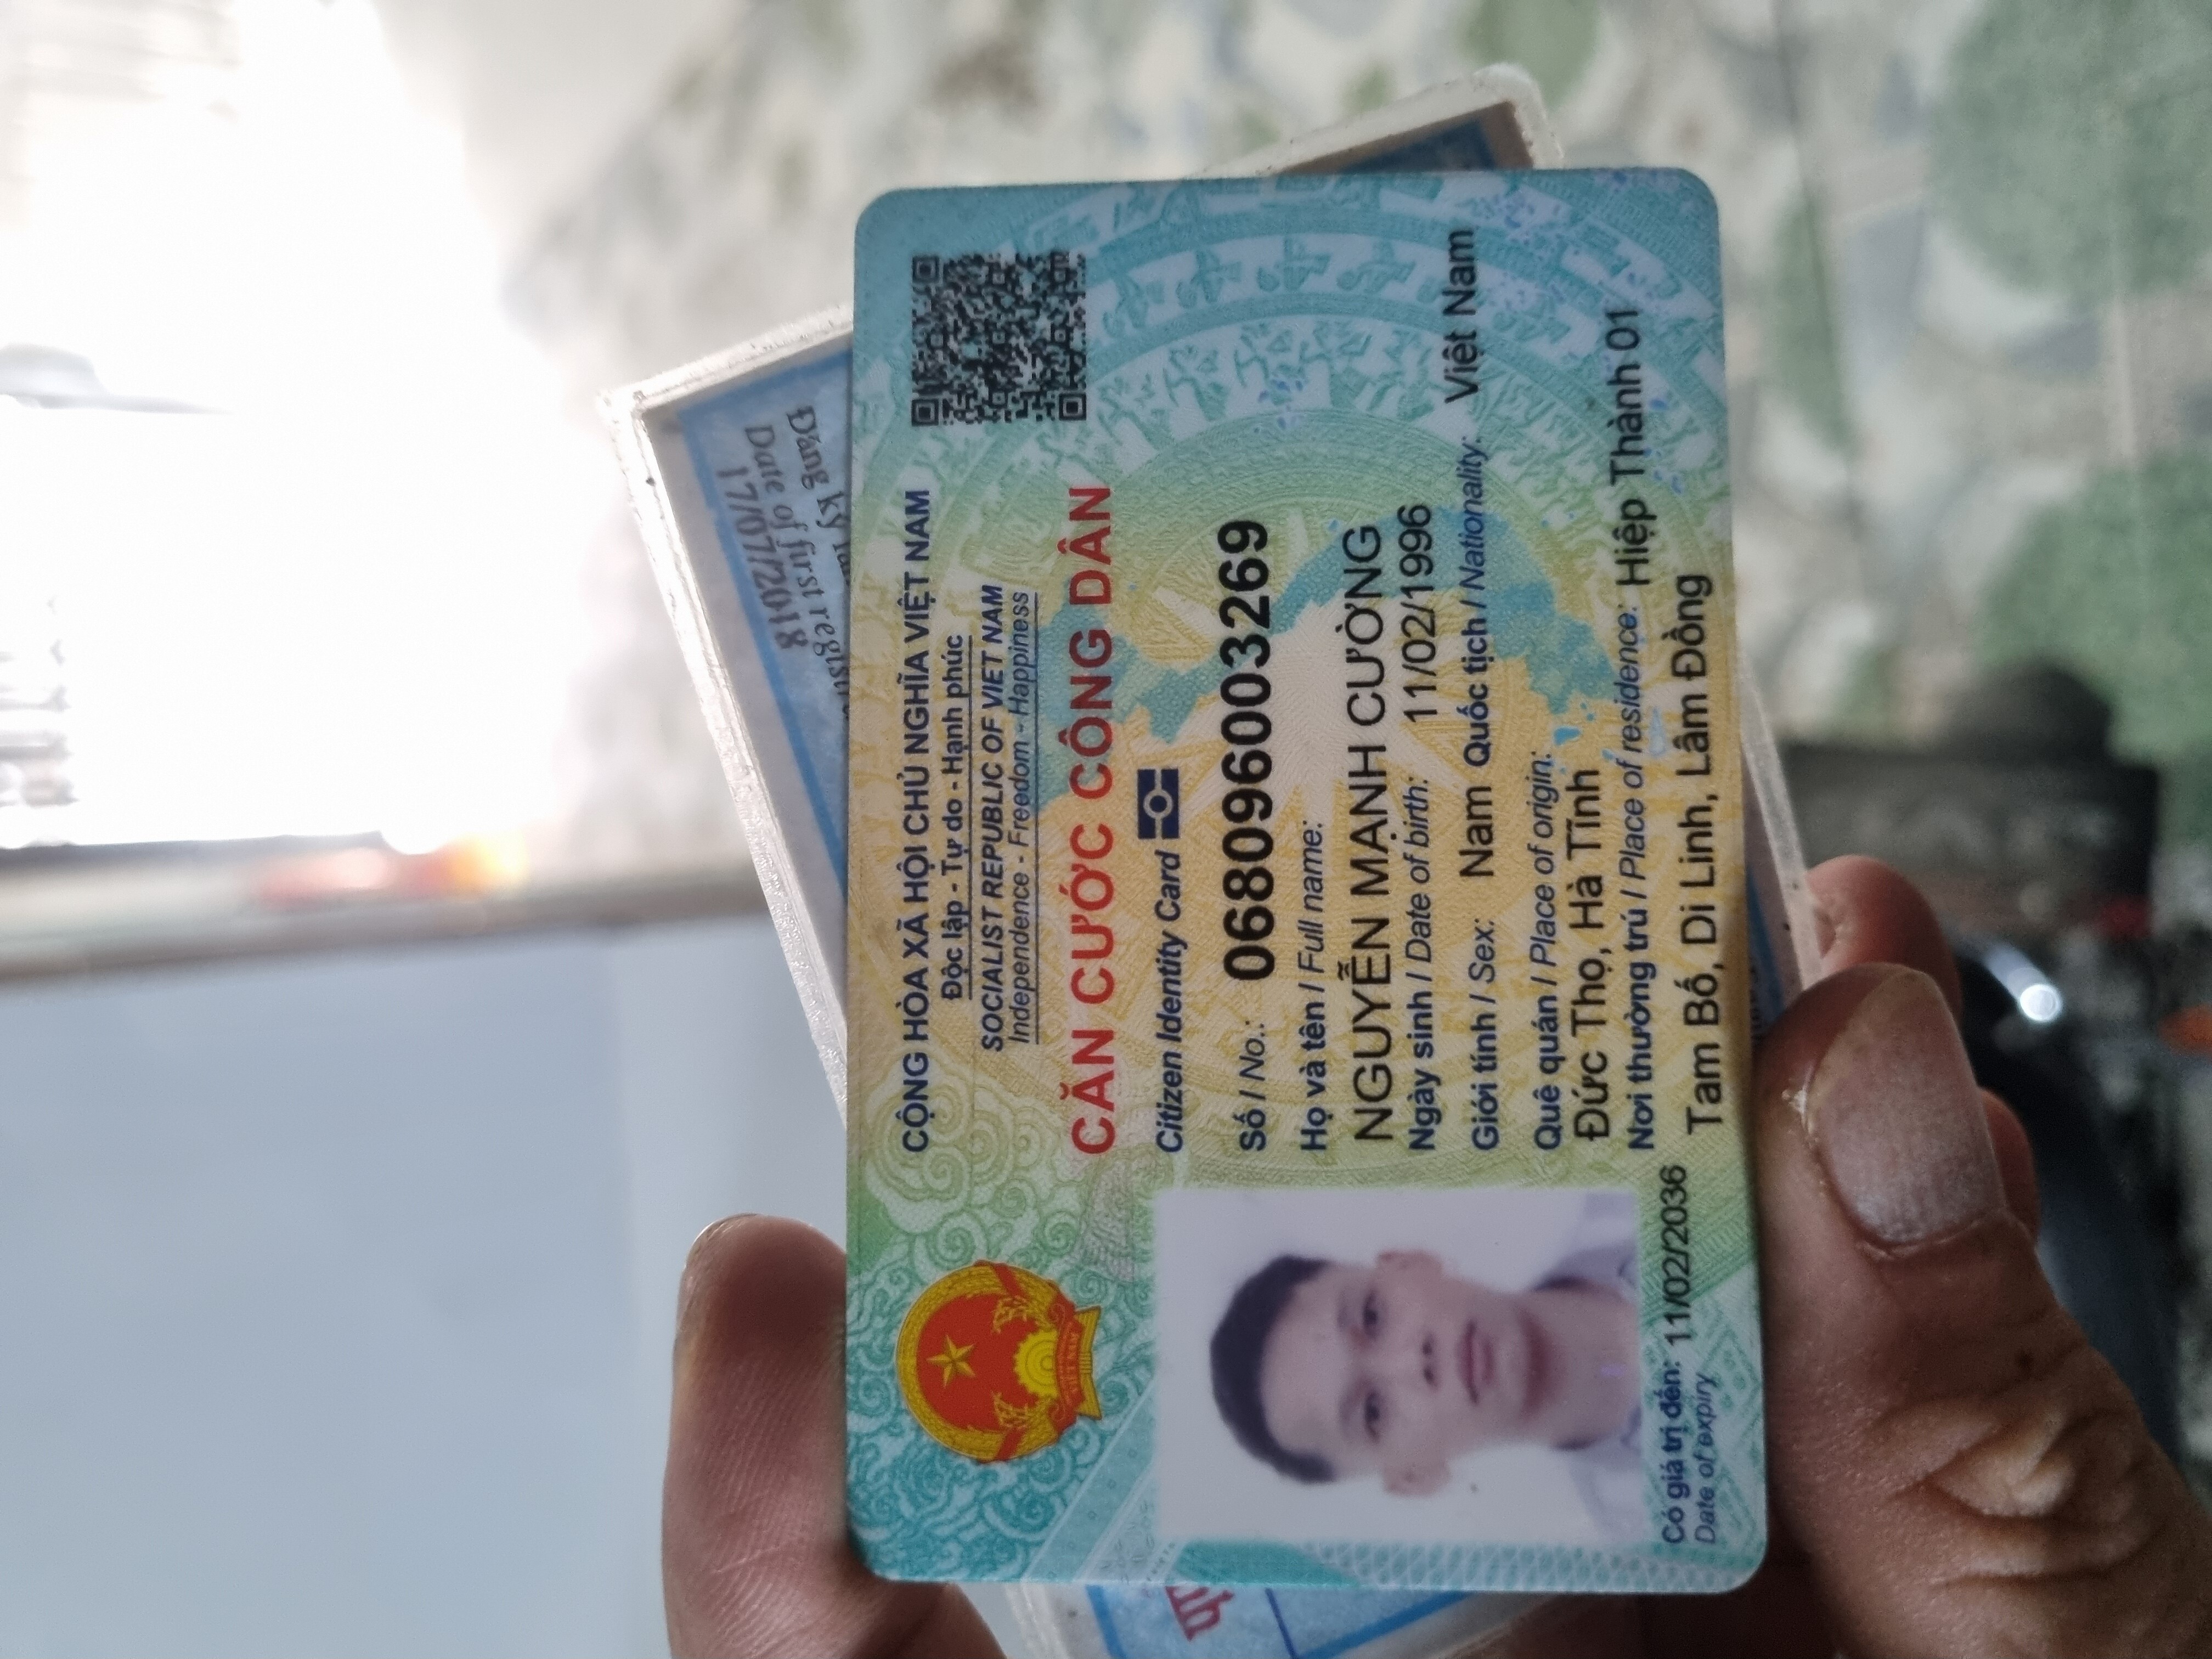 CỘNG HÒA XÃ HỘI CHỦ NGHĨA VIỆT NAM
Độc lập - Tự do - Hạnh phúc
SOCIALIST REPUBLIC OF VIET NAM
Independence - Freedom - Happiness
CĂN CƯỚC CÔNG DÂN
Citizen Identity Card
Số / No.: 068096003269
Họ và tên / Full name:
NGUYỄN MẠNH CƯỜNG
Ngày sinh / Date of birth: 11/02/1996
Giới tính / Sex: Nam Quốc tịch / Nationality: Việt Nam
Quê quán / Place of origin:
Đức Thọ, Hà Tĩnh
Nơi thường trú / Place of residence: Hiệp Thành 01
Tam Bố, Di Linh, Lâm Đồng
Có giá trị đến: 11/02/2036
Date of expiry
VIỆT NAM
Đăng ký
Date of first
17/07/2018